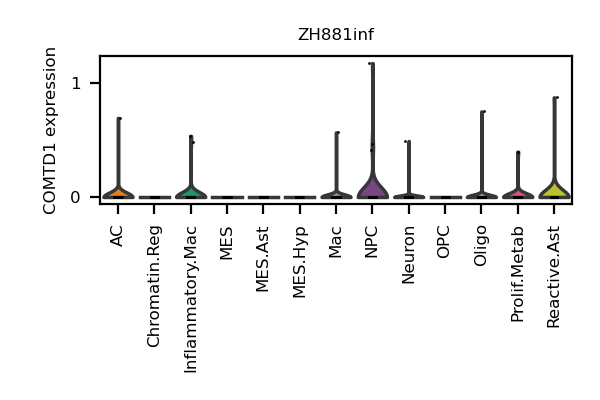 ZH881inf
COMTD1 expression
1
0
AC
Chromatin.Reg
Inflammatory.Mac
MES
MES.Ast
MES.Hyp
Mac
NPC
Neuron
OPC
Oligo
Prolif.Metab
Reactive.Ast